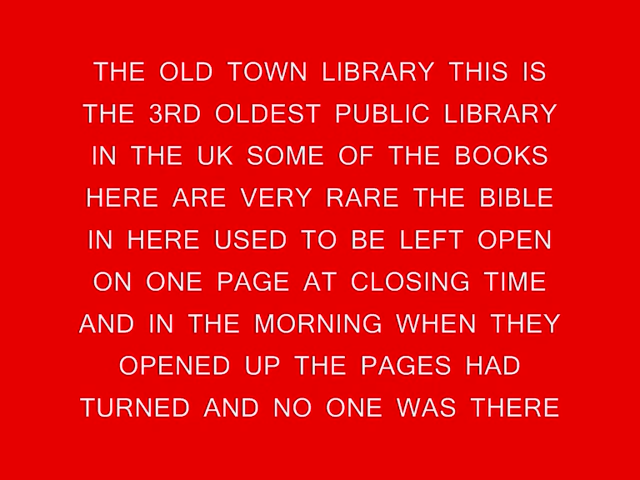 THE OLD TOWN LIBRARY THIS IS
THE 3RD OLDEST PUBLIC LIBRARY
IN THE UK SOME OF THE BOOKS
HERE ARE VERY RARE THE BIBLE
IN HERE USED TO BE LEFT OPEN
ON ONE PAGE AT CLOSING TIME
AND IN THE MORNING WHEN THEY
OPENED UP THE PAGES HAD
TURNED AND NO ONE WAS THERE